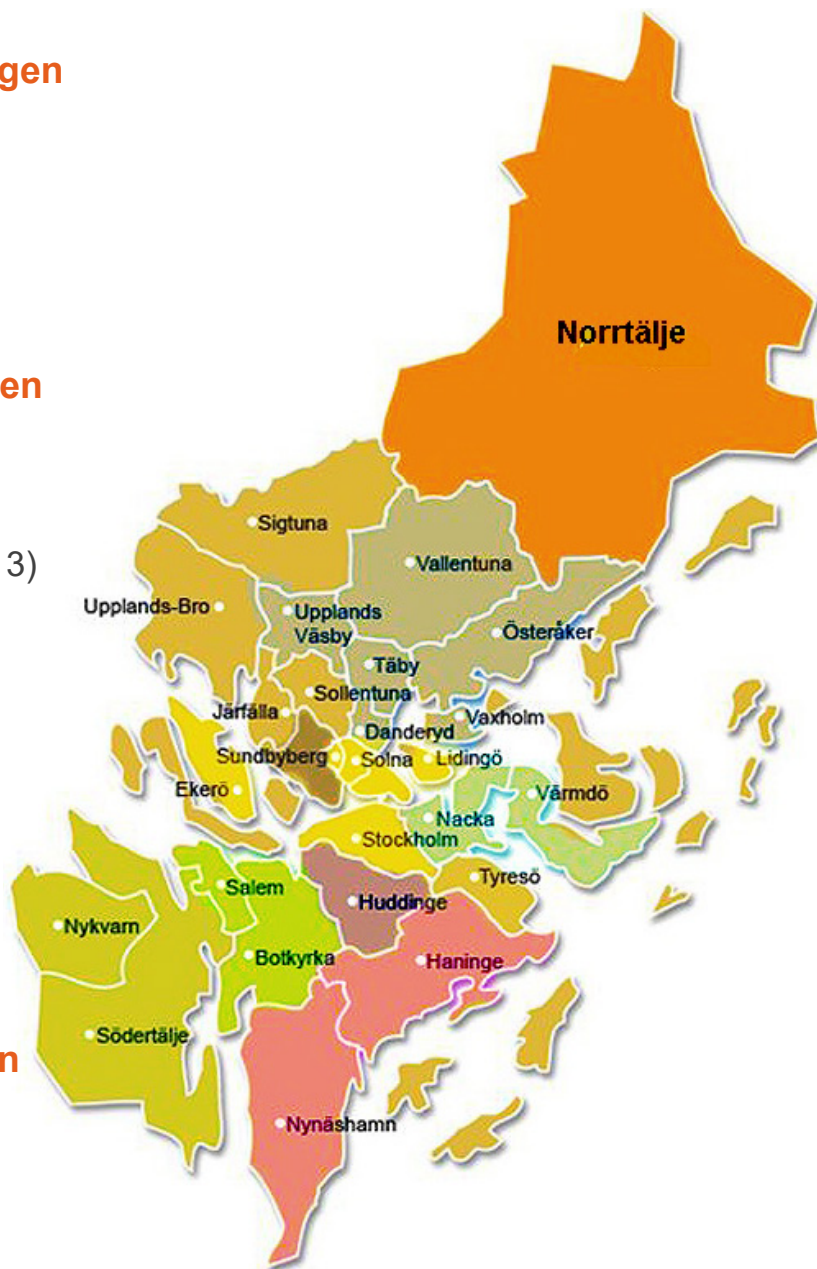 gen
Norrtälje
en
Sigtuna
3)
Vallentuna
Upplands-Bro
Upplands
Väsby
Österåker
Täby
Sollentuna
Järfälla
Vaxholm
Danderyd
Sundbyberg
Solna
Lidingö
Ekerö
Värmdö
Nacka
Stockholm
Tyresö
Salem
Huddinge
Nykvarn
Botkyrka
Haninge
Södertälje
n
Nynäshamn